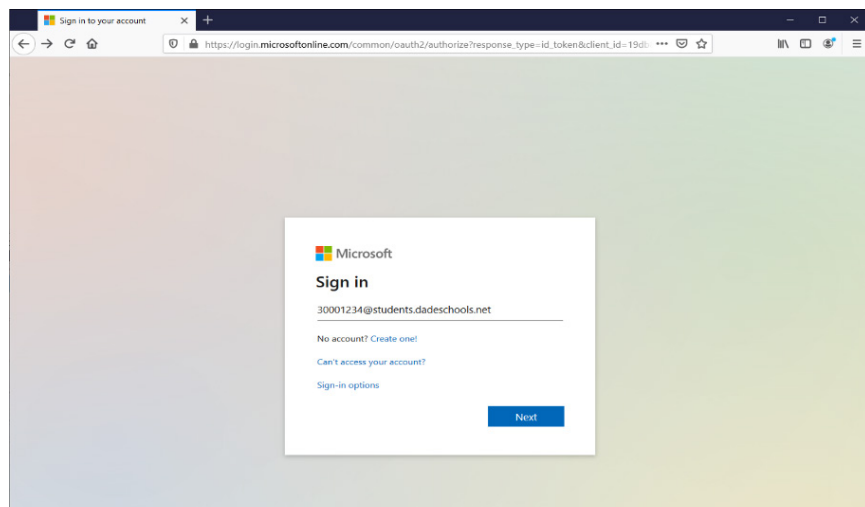 Sign in to your account
https://login.microsoftonline.com/common/oauth2/authorize?response_type=id_token&client_id=19db
Microsoft
Sign in
30001234@students.dadeschools.net
No account? Create one!
Can't access your account?
Sign-in options
Next